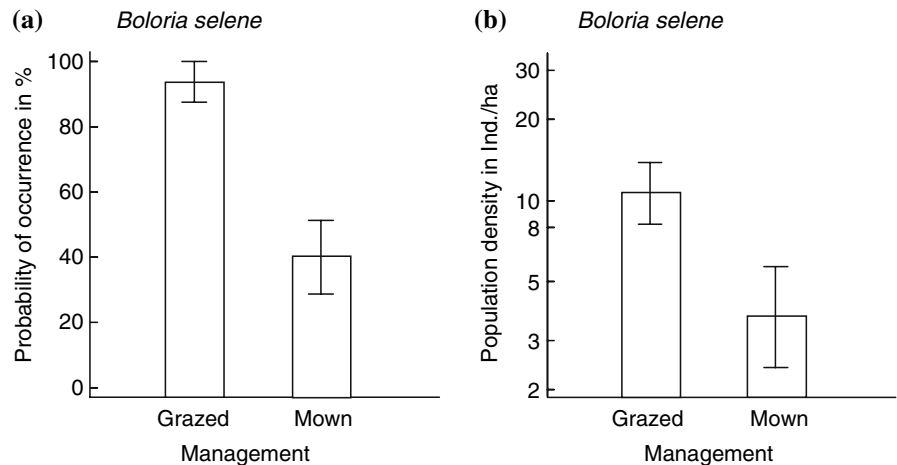 (a) Boloria selene
Probability of occurrence in %
100
80
60
40
20
0
Grazed Mown
Management
(b) Boloria selene
Population density in Ind./ha
30
20
10
8
5
3
2
Grazed Mown
Management